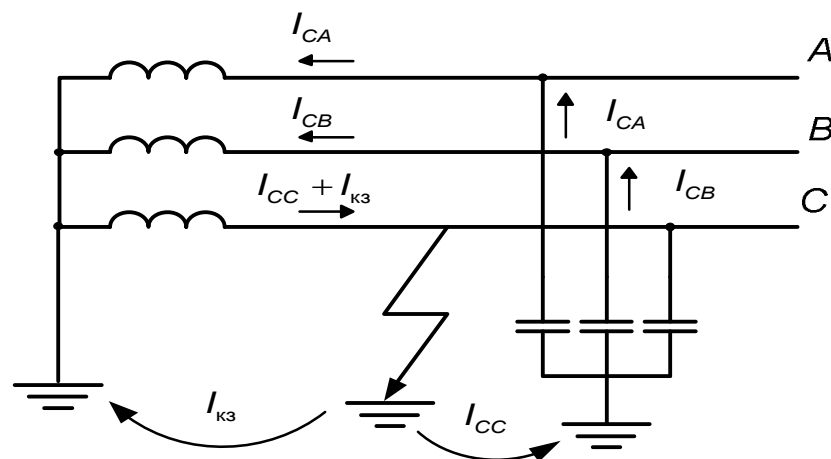 I_CA
A
I_CB
I_CA
B
I_CC + I_кз
I_CB
C
I_кз
I_CC